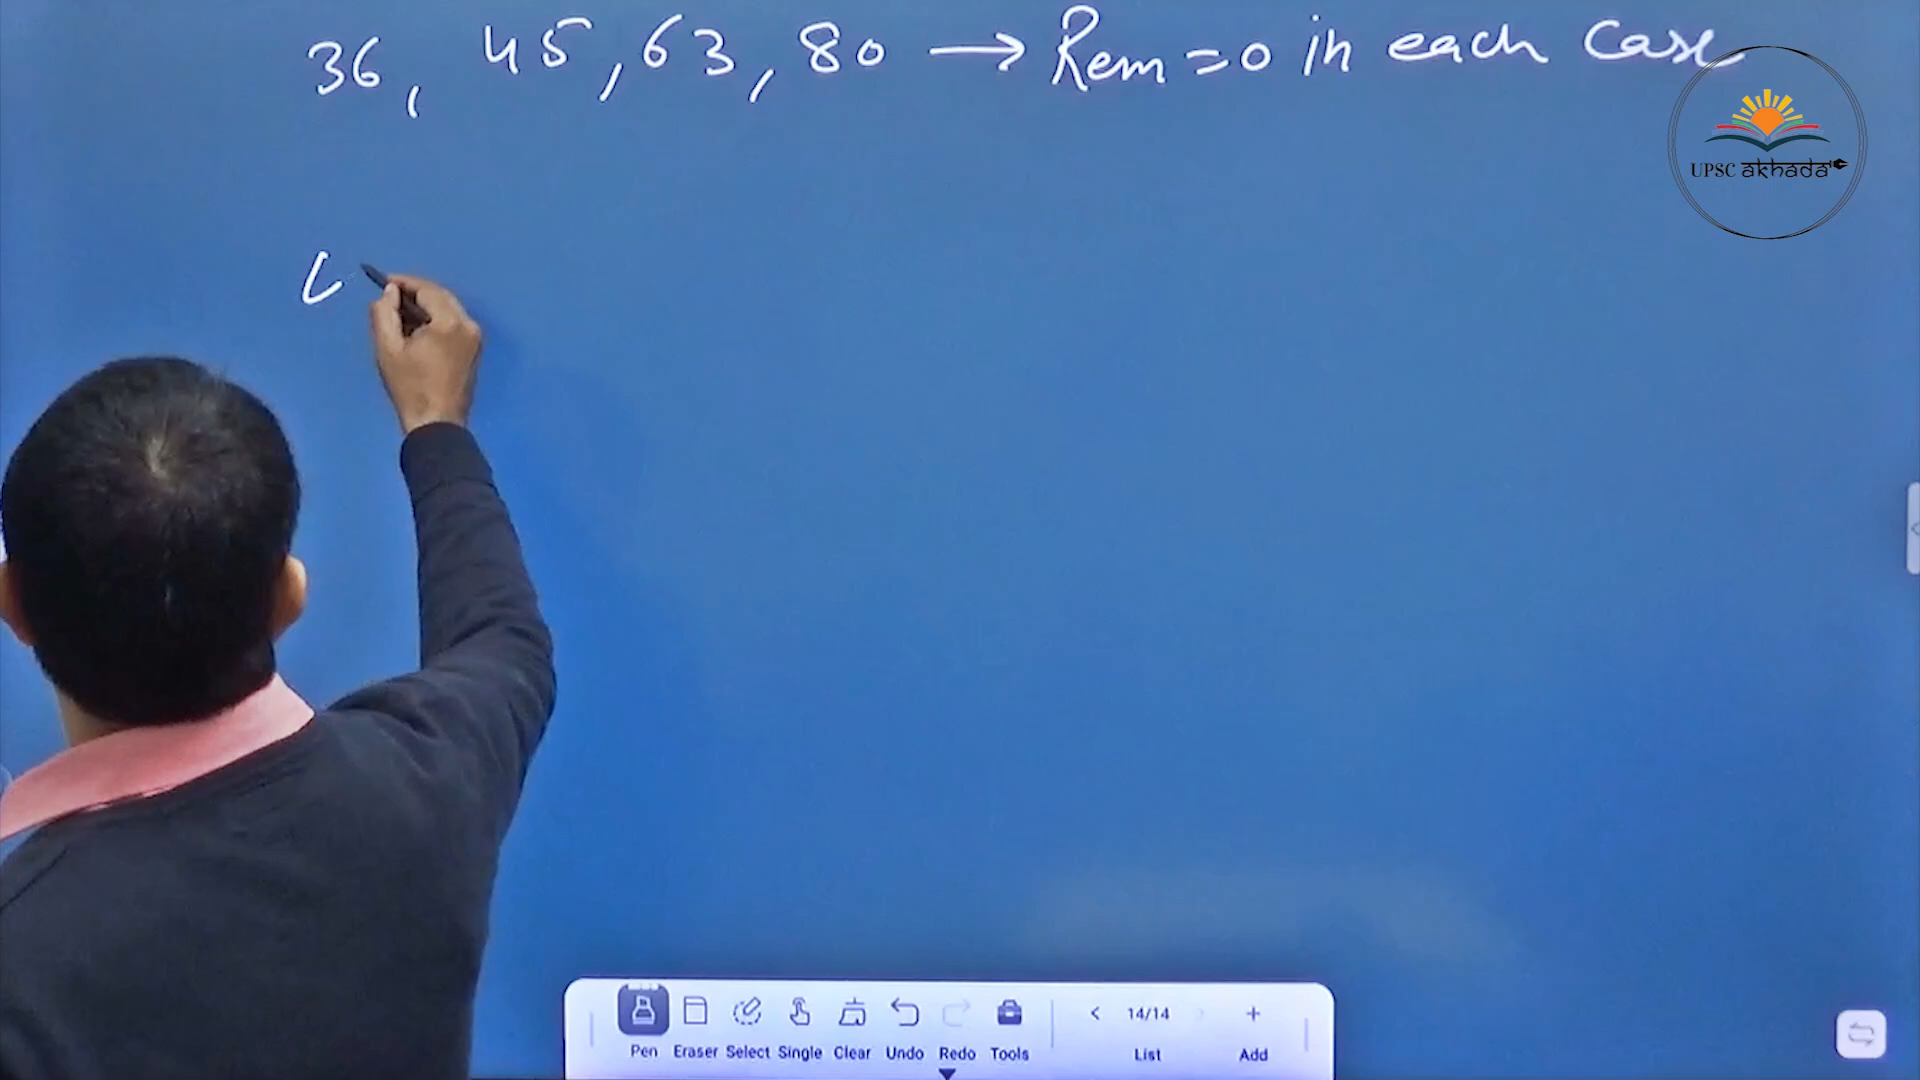 36, 45, 63, 80 → Rem = 0 in each case
UPSC akhada
L
14/14
Pen Eraser Select Single Clear Undo Redo Tools List Add